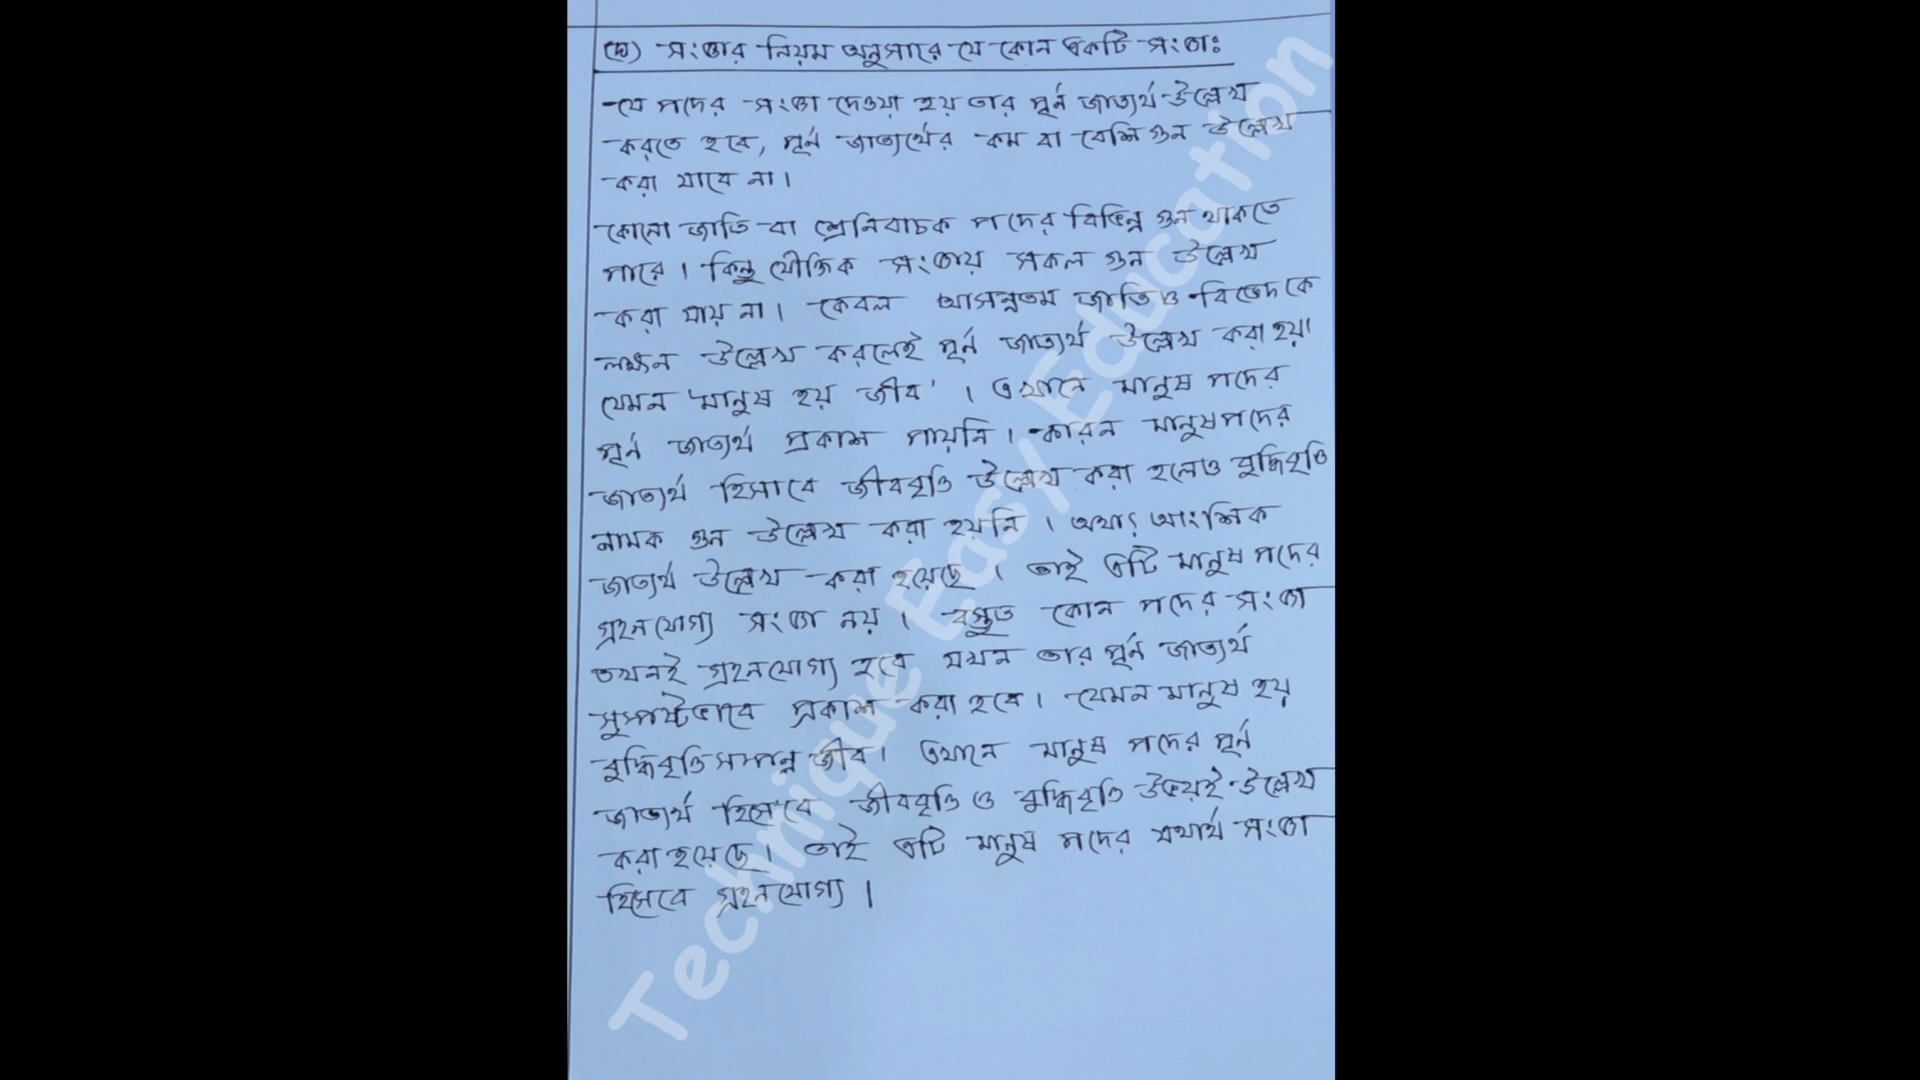 (ঘ) সংজ্ঞার নিয়ম অনুসারে যে কোন একটি সংজ্ঞাঃ
যে পদের সংজ্ঞা দেওয়া হয় তার পূর্ন জাত্যর্থ উল্লেখ
করতে হবে, পূর্ন জাত্যর্থের কম বা বেশি গুন উল্লেখ
করা যাবে না।
কোনো জাতি বা শ্রেনিবাচক পদের বিভিন্ন গুন থাকতে
পারে। কিন্তু যৌক্তিক সংজ্ঞায় সকল গুন উল্লেখ
করা যায় না। কেবল আসন্নতম জাতি ও বিভেদকে
লক্ষন উল্লেখ করলেই পূর্ন জাত্যর্থ উল্লেখ করা হয়।
যেমন 'মানুষ হয় জীব'। এখানে মানুষ পদের
পূর্ন জাত্যর্থ প্রকাশ পায়নি। কারন মানুষপদের
জাত্যর্থ হিসাবে জীববৃত্তি উল্লেখ করা হলেও বুদ্ধিবৃত্তি
নামক গুন উল্লেখ করা হয়নি। অথাৎ আংশিক
জাত্যর্থ উল্লেখ করা হয়েছে। তাই এটি মানুষ পদের
গ্রহনযোগ্য সংজ্ঞা নয়। বস্তুত কোন পদের সংজ্ঞা
তখনই গ্রহনযোগ্য হবে যখন তার পূর্ন জাত্যর্থ
সুস্পষ্টভাবে প্রকাশ করা হবে। যেমন মানুষ হয়
বুদ্ধিবৃত্তিসম্পন্ন জীব। এখানে মানুষ পদের পূর্ন
জাত্যর্থ হিসেবে জীববৃত্তি ও বুদ্ধিবৃত্তি উভয়ই উল্লেখ
করা হয়েছে। তাই এটি মানুষ পদের যথার্থ সংজ্ঞা
হিসেবে গ্রহনযোগ্য।
Technique Easy Education